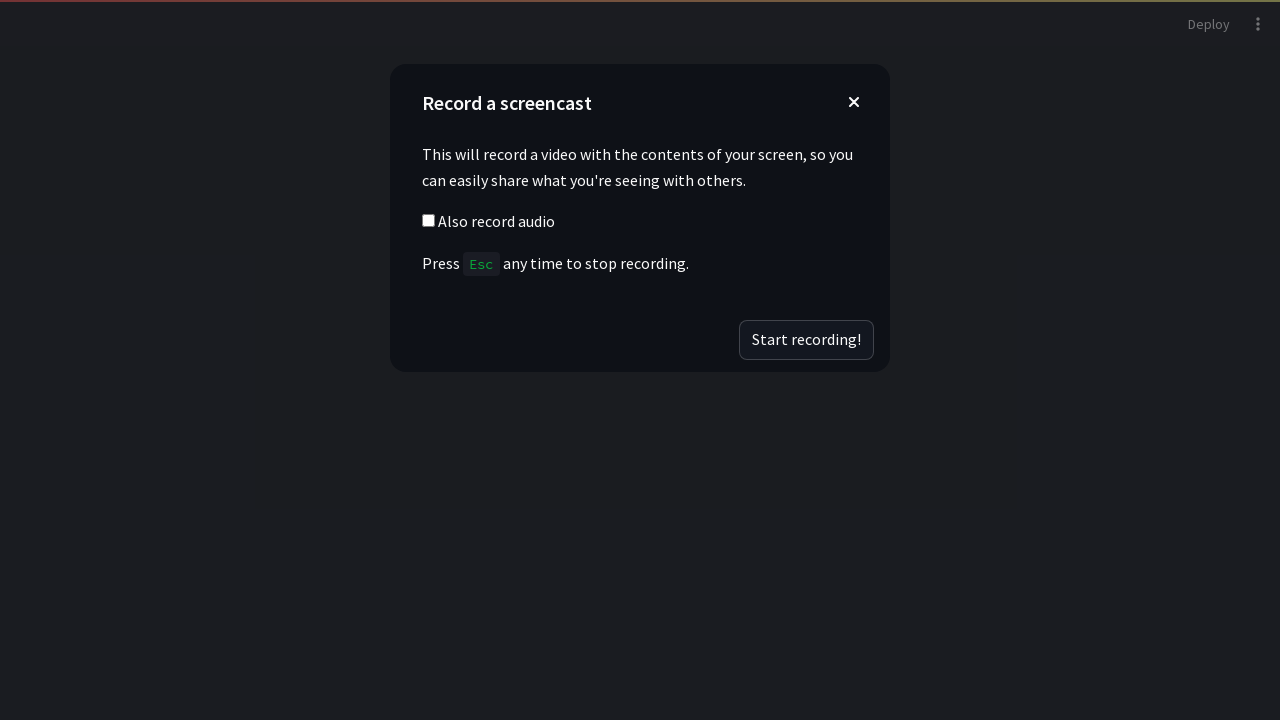 Deploy
Record a screencast
This will record a video with the contents of your screen, so you
can easily share what you're seeing with others.
Also record audio
Press Esc any time to stop recording.
Start recording!